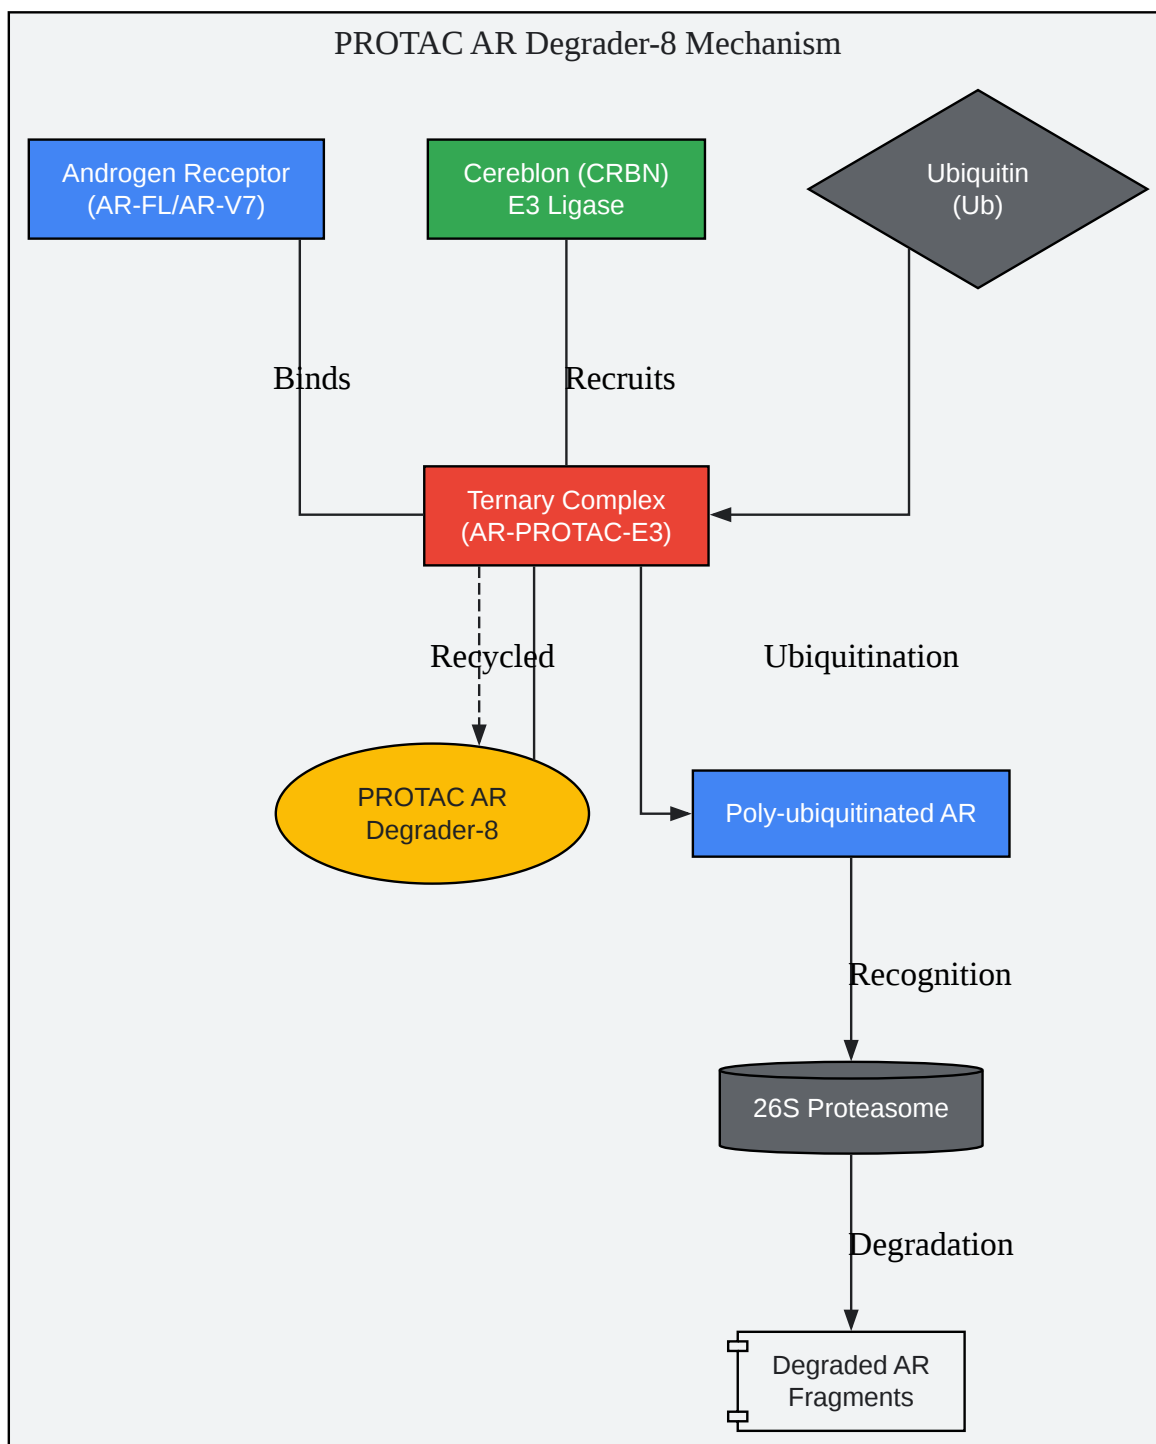 PROTAC AR Degrader-8 Mechanism
Androgen Receptor
(AR-FL/AR-V7)
Cereblon (CRBN)
E3 Ligase
Ubiquitin
(Ub)
Binds
Recruits
Ternary Complex
(AR-PROTAC-E3)
Recycled
Ubiquitination
PROTAC AR
Degrader-8
Poly-ubiquitinated AR
Recognition
26S Proteasome
Degradation
Degraded AR
Fragments